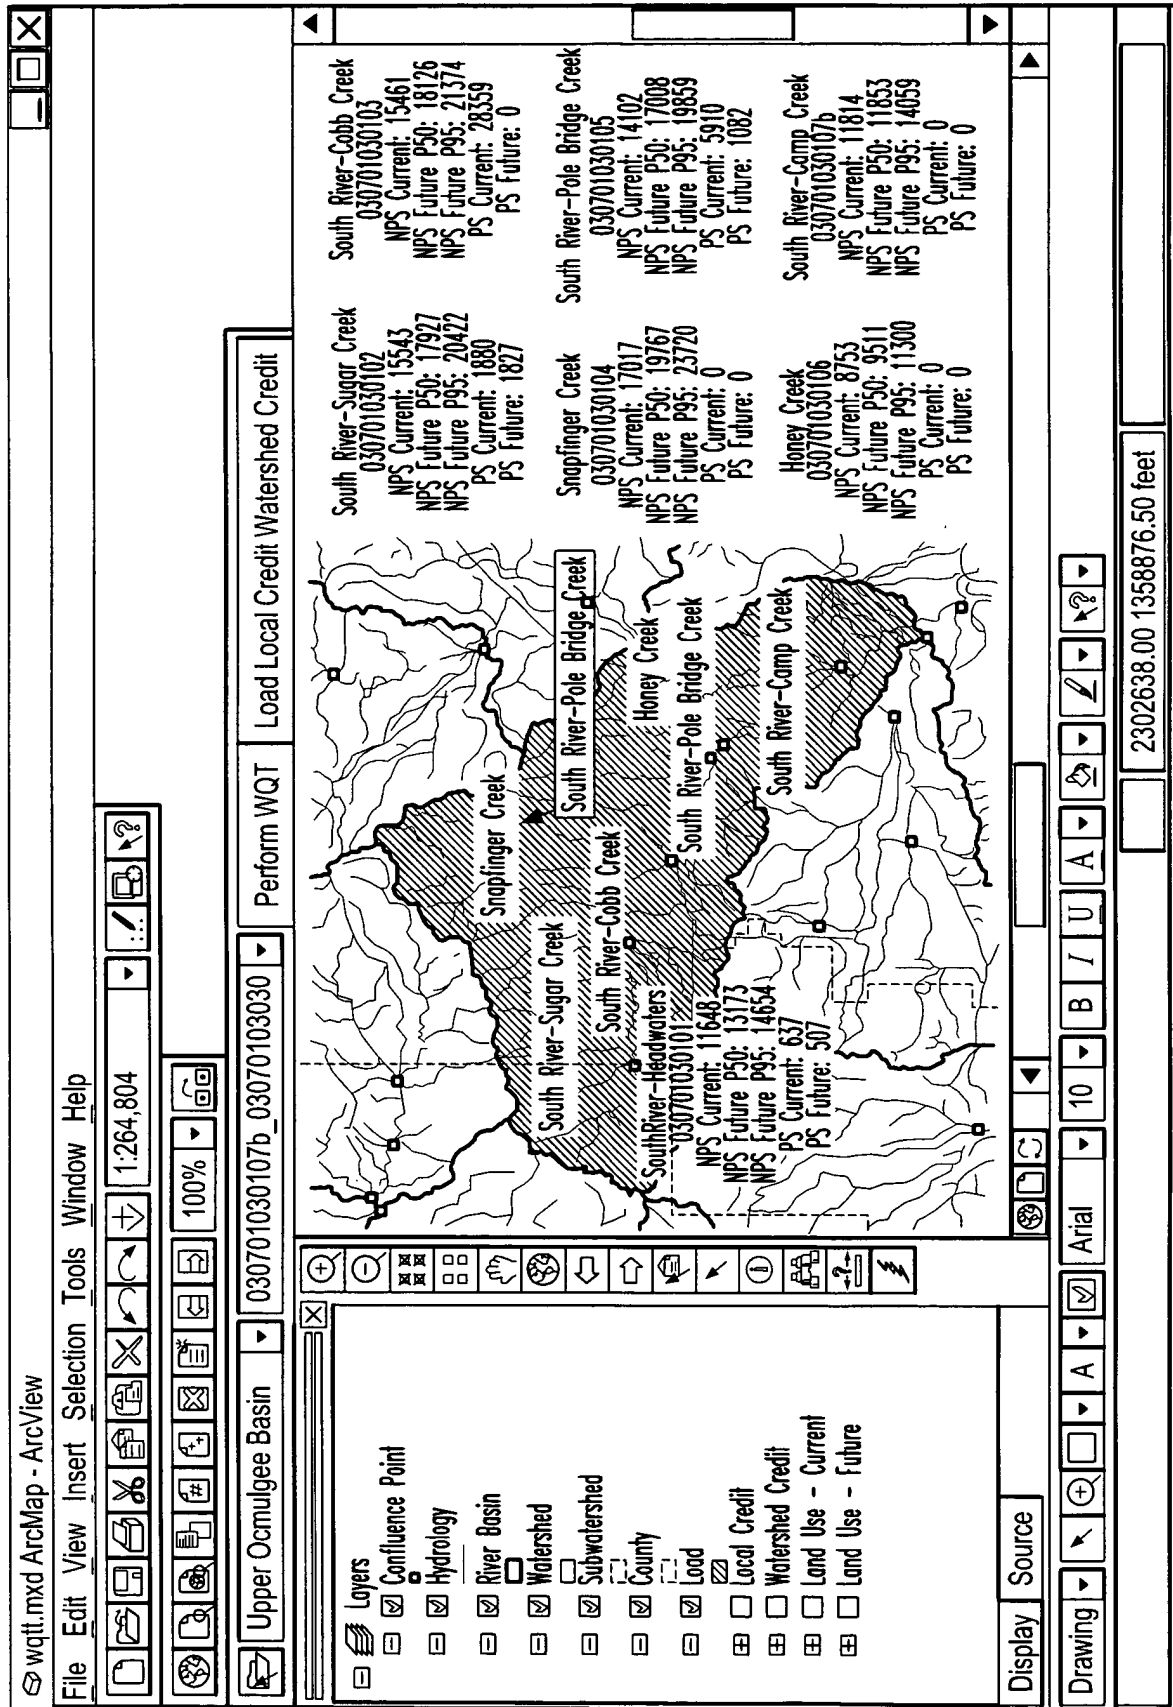 wqtt.mxd ArcMap - ArcView
File Edit View Insert Selection Tools Window Help
1:264,804
100%
Upper Ocmulgee Basin
030701030107b_0307010103030
Perform WQT
Load Local Credit Watershed Credit
Layers
Confluence Point
Hydrology
River Basin
Watershed
Subwatershed
County
Load
Local Credit
Watershed Credit
Land Use - Current
Land Use - Future
Display
Source
Snapfinger Creek
South River-Sugar Creek
South River-Pole Bridge Creek
South River-Cobb Creek
Honey Creek
South River-Pole Bridge Creek
South River-Camp Creek
SouthRiver-Headwaters
030701030101
NPS Current: 11648
NPS Future P50: 13173
NPS Future P95: 14654
PS Current: 637
PS Future: 507
South River-Sugar Creek
030701030102
NPS Current: 15543
NPS Future P50: 17927
NPS Future P95: 20422
PS Current: 1880
PS Future: 1827
South River-Cobb Creek
030701030103
NPS Current: 15461
NPS Future P50: 18126
NPS Future P95: 21374
PS Current: 28359
PS Future: 0
Snapfinger Creek
030701030104
NPS Current: 17017
NPS Future P50: 19767
NPS Future P95: 23720
PS Current: 0
PS Future: 0
South River-Pole Bridge Creek
030701030105
NPS Current: 14102
NPS Future P50: 17008
NPS Future P95: 19859
PS Current: 5910
PS Future: 1082
Honey Creek
030701030106
NPS Current: 8753
NPS Future P50: 9511
NPS Future P95: 11300
PS Current: 0
PS Future: 0
South River-Camp Creek
030701030107b
NPS Current: 11814
NPS Future P50: 11853
NPS Future P95: 14059
PS Current: 0
PS Future: 0
Drawing
A
Arial
10
B I U A
2302638.00 1358876.50 feet